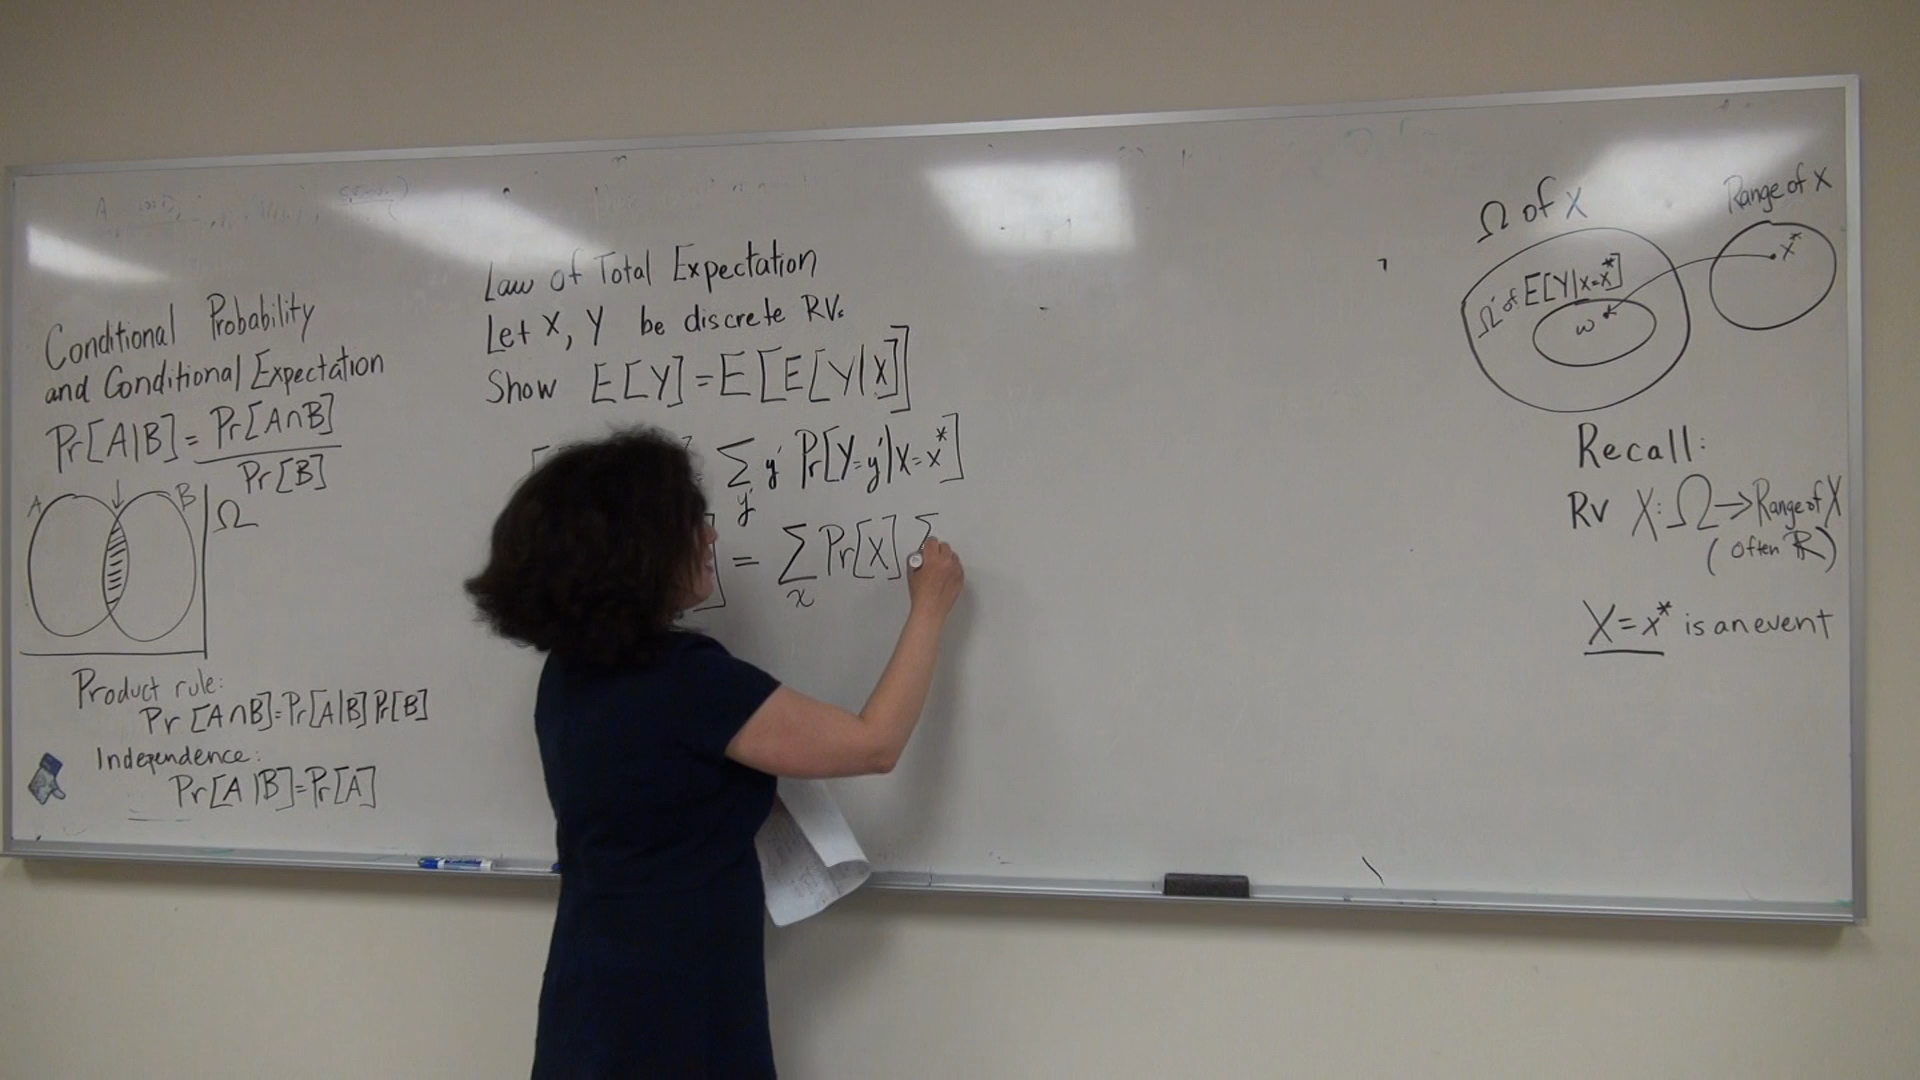 Conditional Probability
and Conditional Expectation
Pr[A|B] = Pr[A∩B]
Pr[B]
A B Ω
Product rule:
Pr[A∩B]=Pr[A|B] Pr[B]
Independence:
Pr[A|B]=Pr[A]
Law of Total Expectation
Let X, Y be discrete RV.
Show E[Y] = E[E[Y|X]]
= ∑ y' Pr[Y=y'|X=x*]
y'
] = ∑ Pr[X] ∑
x
Ω of X
Range of X
Ω' of E[Y|X=x*]
w
x*
Recall:
RV X: Ω → Range of X
(often ℝ)
X=x* is an event